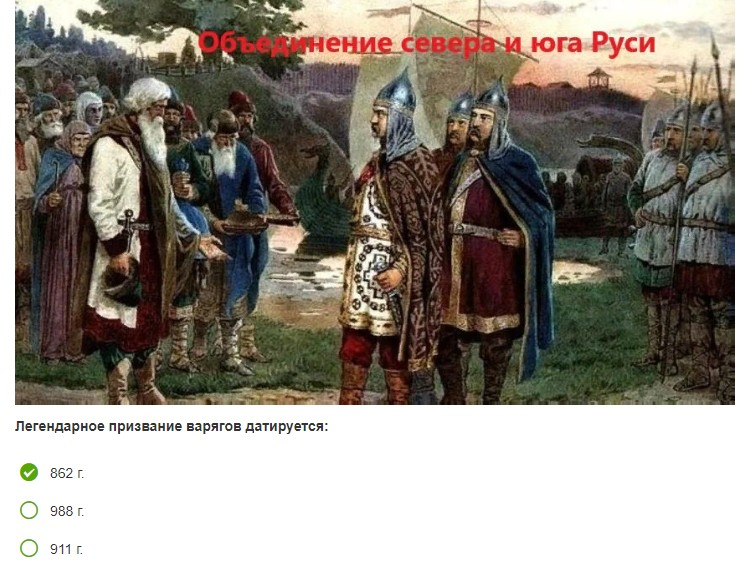 Объединение севера и юга Руси
Легендарное призвание варягов датируется:
862 г.
988 г.
911 г.